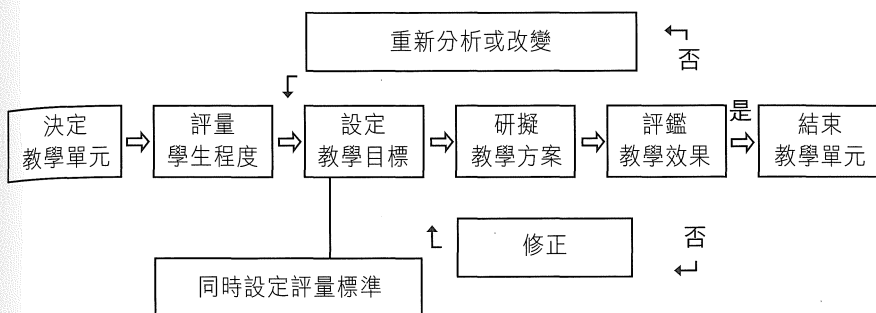 重新分析或改變
否
決定
教學單元
評量
學生程度
設定
教學目標
研擬
教學方案
評鑑
教學效果
是
結束
教學單元
修正
否
同時設定評量標準